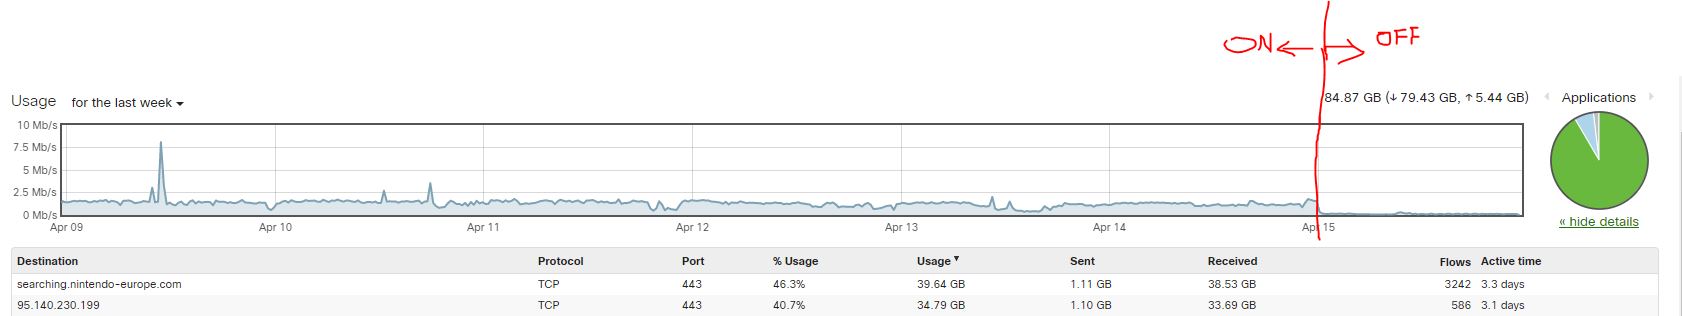 ON OFF
Usage for the last week 84.87 GB (↓ 79.43 GB, ↑ 5.44 GB) Applications
10 Mb/s
7.5 Mb/s
5 Mb/s
2.5 Mb/s
0 Mb/s
Apr 09 Apr 10 Apr 11 Apr 12 Apr 13 Apr 14 Apr 15
« hide details
Destination Protocol Port % Usage Usage Sent Received Flows Active time
searching.nintendo-europe.com TCP 443 46.3% 39.64 GB 1.11 GB 38.53 GB 3242 3.3 days
95.140.230.199 TCP 443 40.7% 34.79 GB 1.10 GB 33.69 GB 586 3.1 days